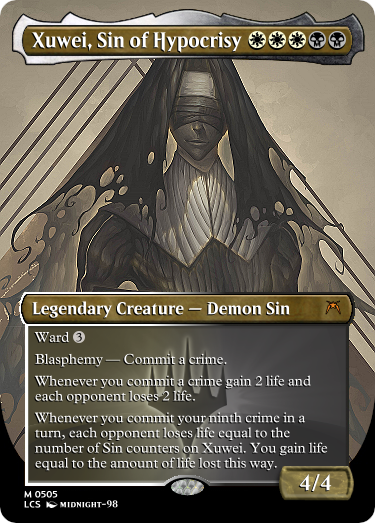 Xuwei, Sin of Hypocrisy
Legendary Creature — Demon Sin
Ward 3
Blasphemy — Commit a crime.
Whenever you commit a crime gain 2 life and
each opponent loses 2 life.
Whenever you commit your ninth crime in a
turn, each opponent loses life equal to the
number of Sin counters on Xuwei. You gain life
equal to the amount of life lost this way.
4/4
M 0505
LCS MIDNIGHT-98